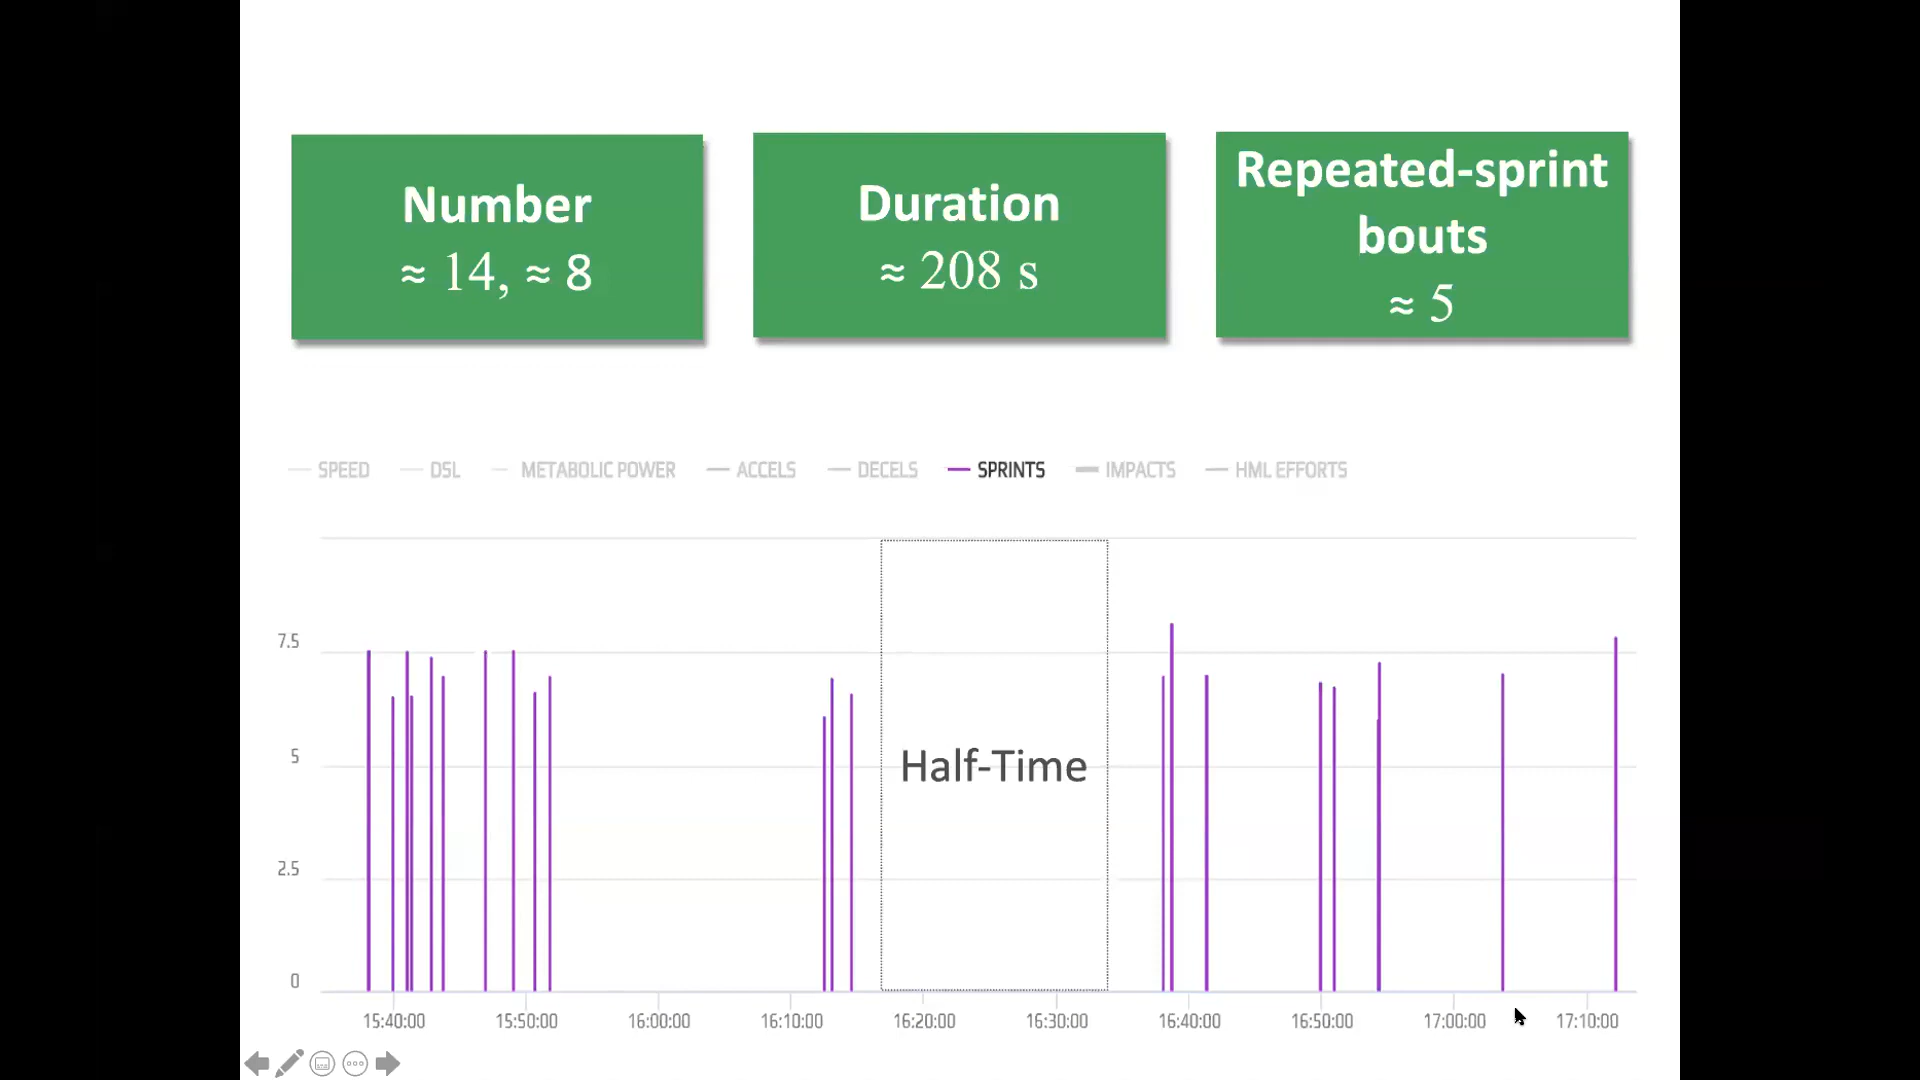 Number
≈ 14, ≈ 8
Duration
≈ 208 s
Repeated-sprint
bouts
≈ 5
SPEED DSL METABOLIC POWER ACCELS DECELS SPRINTS IMPACTS HML EFFORTS
7.5
5
2.5
0
Half-Time
15:40:00 15:50:00 16:00:00 16:10:00 16:20:00 16:30:00 16:40:00 16:50:00 17:00:00 17:10:00